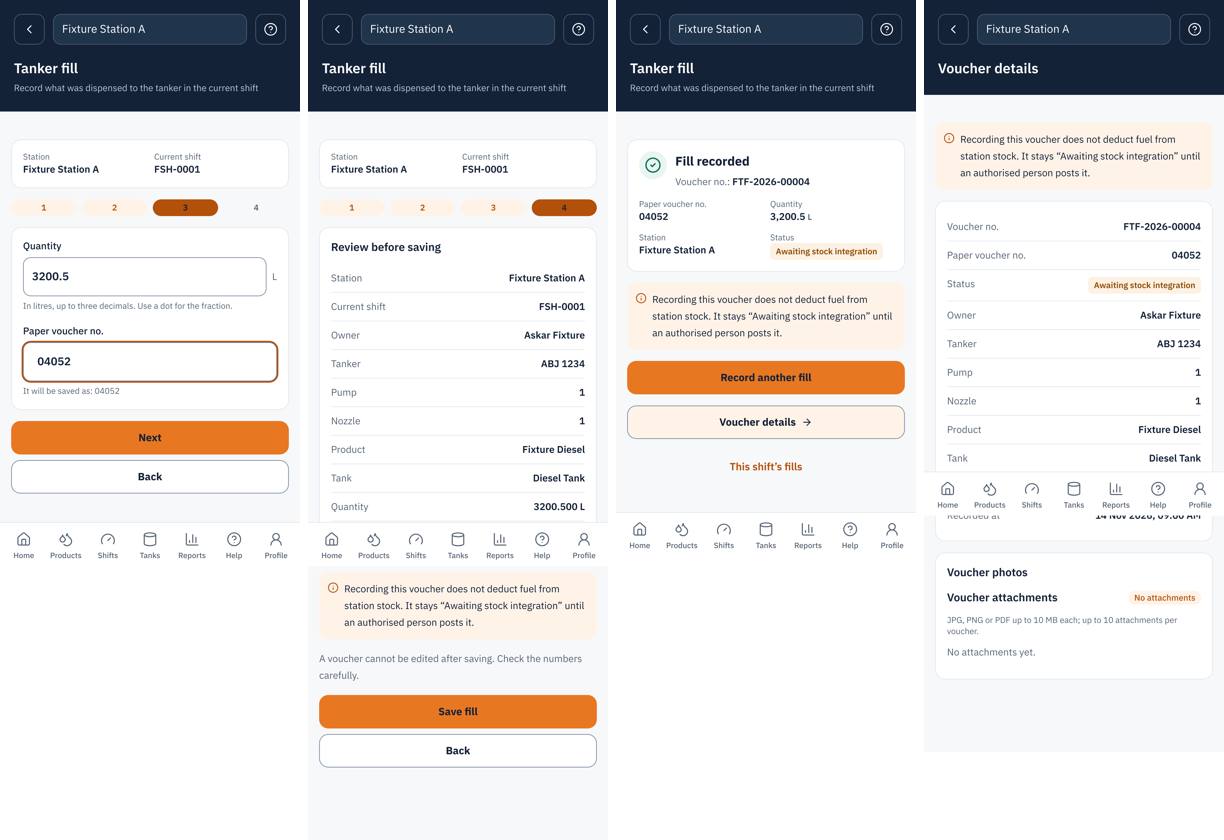 Fixture Station A
Tanker fill
Record what was dispensed to the tanker in the current shift
Station
Current shift
Fixture Station A
FSH-0001
1
2
3
4
Quantity
3200.5
L
In litres, up to three decimals. Use a dot for the fraction.
Paper voucher no.
04052
It will be saved as: 04052
Next
Back
Home
Products
Shifts
Tanks
Reports
Help
Profile
Fixture Station A
Tanker fill
Record what was dispensed to the tanker in the current shift
Station
Current shift
Fixture Station A
FSH-0001
1
2
3
4
Review before saving
Station Fixture Station A
Current shift FSH-0001
Owner Askar Fixture
Tanker ABJ 1234
Pump 1
Nozzle 1
Product Fixture Diesel
Tank Diesel Tank
Quantity 3200.500 L
Home
Products
Shifts
Tanks
Reports
Help
Profile
Recording this voucher does not deduct fuel from
station stock. It stays “Awaiting stock integration” until
an authorised person posts it.
A voucher cannot be edited after saving. Check the numbers
carefully.
Save fill
Back
Fixture Station A
Tanker fill
Record what was dispensed to the tanker in the current shift
Fill recorded
Voucher no.: FTF-2026-00004
Paper voucher no.
Quantity
04052
3,200.5 L
Station
Status
Fixture Station A
Awaiting stock integration
Recording this voucher does not deduct fuel from
station stock. It stays “Awaiting stock integration” until
an authorised person posts it.
Record another fill
Voucher details →
This shift’s fills
Home
Products
Shifts
Tanks
Reports
Help
Profile
Fixture Station A
Voucher details
Recording this voucher does not deduct fuel from
station stock. It stays “Awaiting stock integration” until
an authorised person posts it.
Voucher no. FTF-2026-00004
Paper voucher no. 04052
Status Awaiting stock integration
Owner Askar Fixture
Tanker ABJ 1234
Pump 1
Nozzle 1
Product Fixture Diesel
Tank Diesel Tank
Home
Products
Shifts
Tanks
Reports
Help
Profile
Recorded at 14 Nov 2026, 09:00 AM
Voucher photos
Voucher attachments
No attachments
JPG, PNG or PDF up to 10 MB each; up to 10 attachments per
voucher.
No attachments yet.